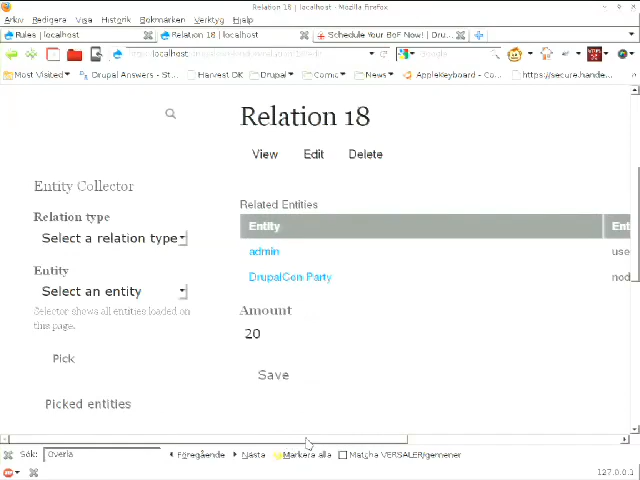 Relation 18 | localhost - Mozilla Firefox
Arkiv Redigera Visa Historik Bokmärken Verktyg Hjälp
Rules | localhost
Relation 18 | localhost
Schedule Your BoF Now! | Dru...
localhost
Most Visited Drupal Answers - St... Harvest DK Drupal Comic News AppleKeyboard - Co... https://secure.hande...
Relation 18
View Edit Delete
Entity Collector
Relation type
Select a relation type
Entity
Select an entity
Selector shows all entities loaded on
this page.
Pick
Picked entities
Related Entities
Entity Ent
admin use
DrupalCon Party nod
Amount
20
Save
Sök: Overla Föregående Nästa Markera alla Matcha VERSALER/gemener
127.0.0.1